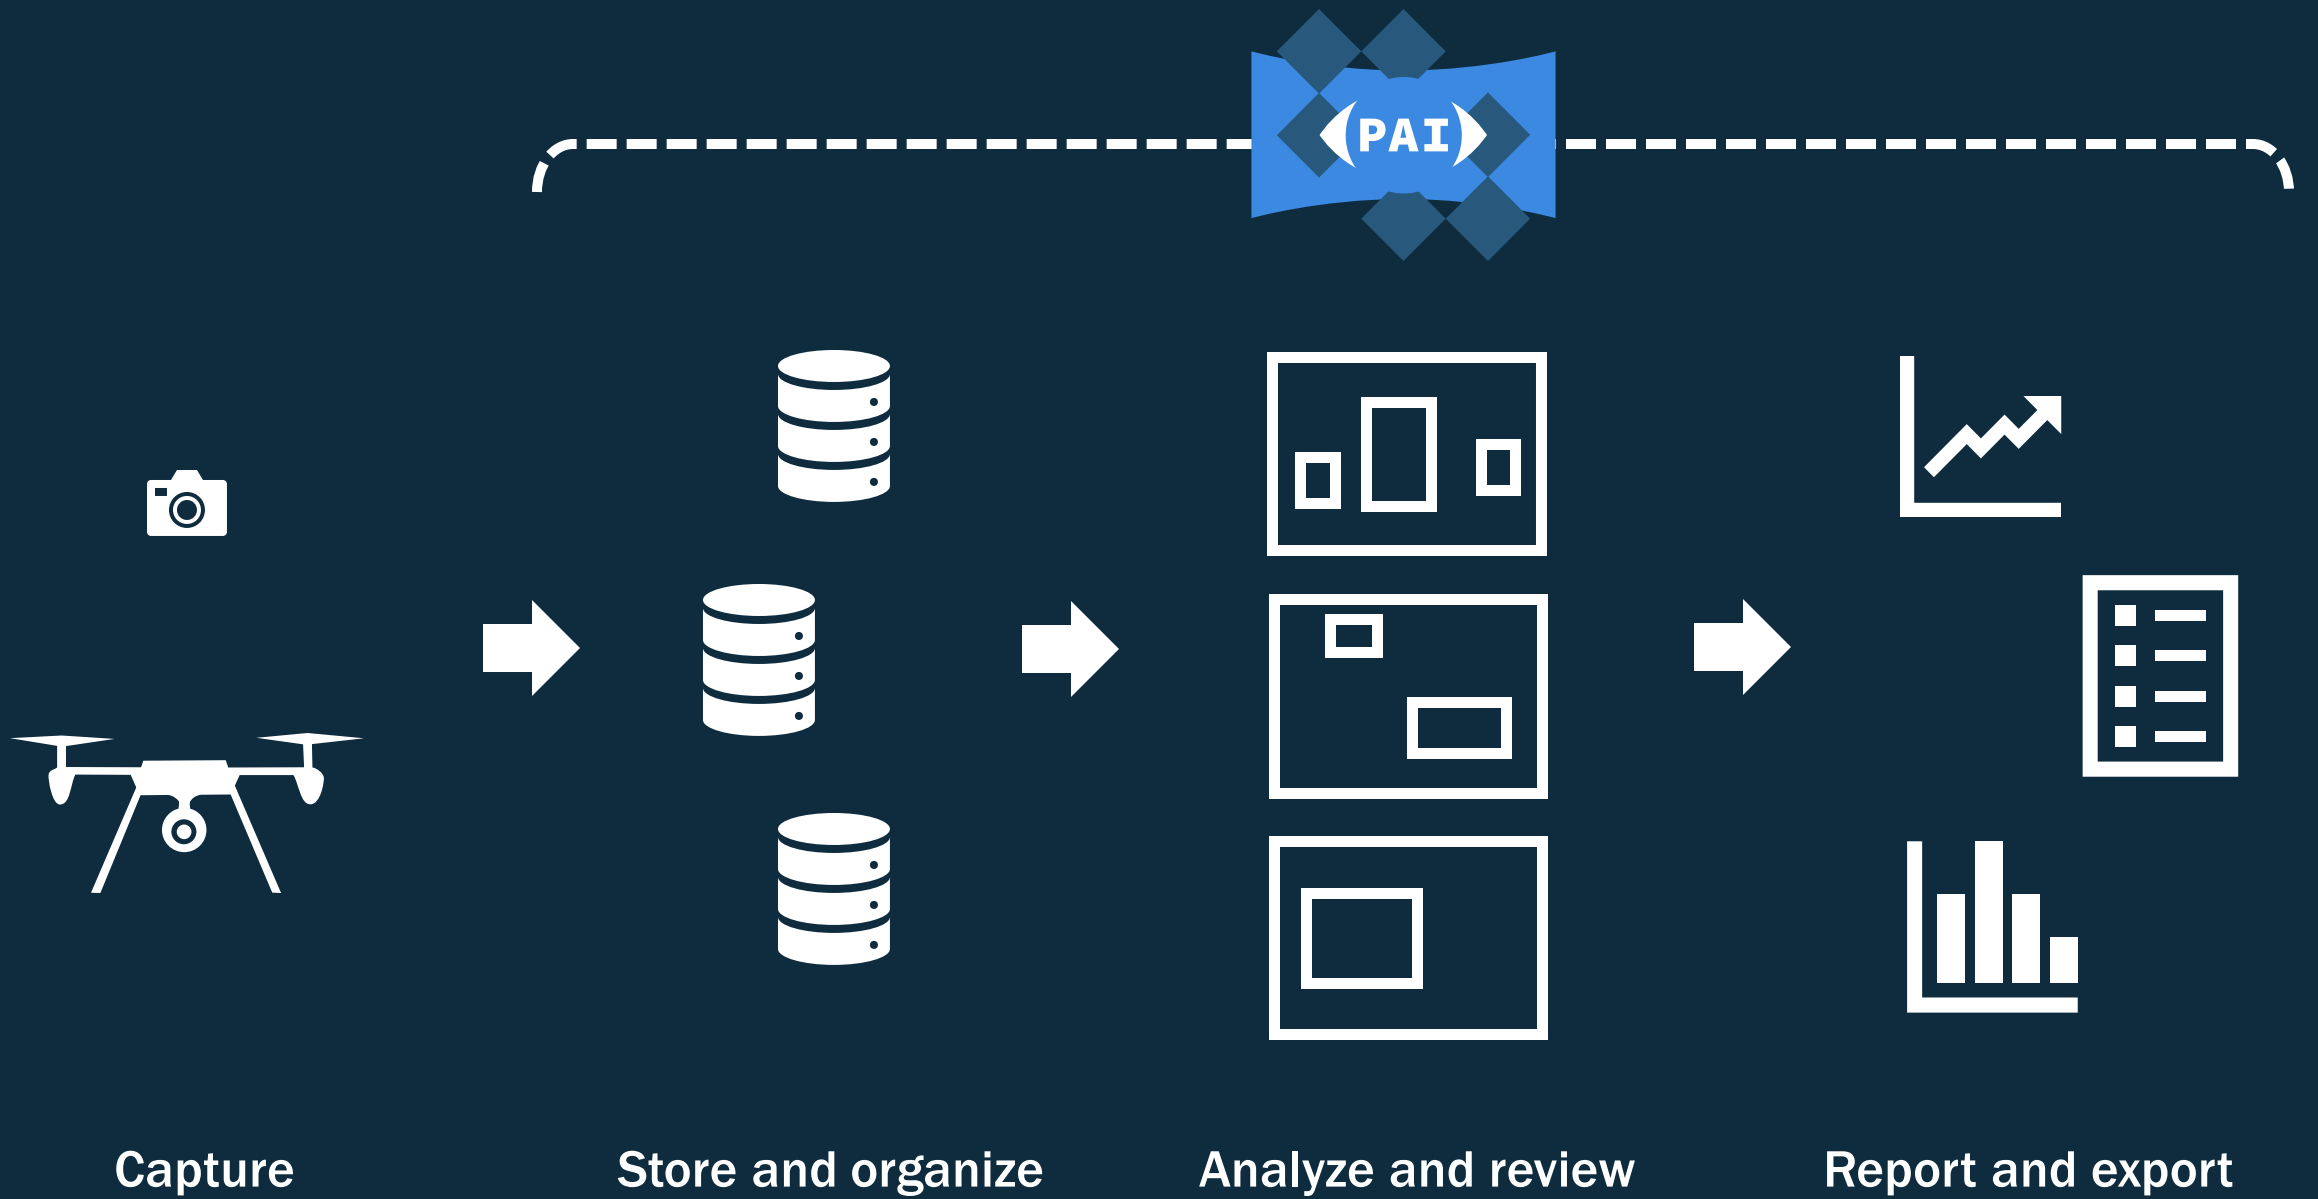 PAI
Capture
Store and organize
Analyze and review
Report and export